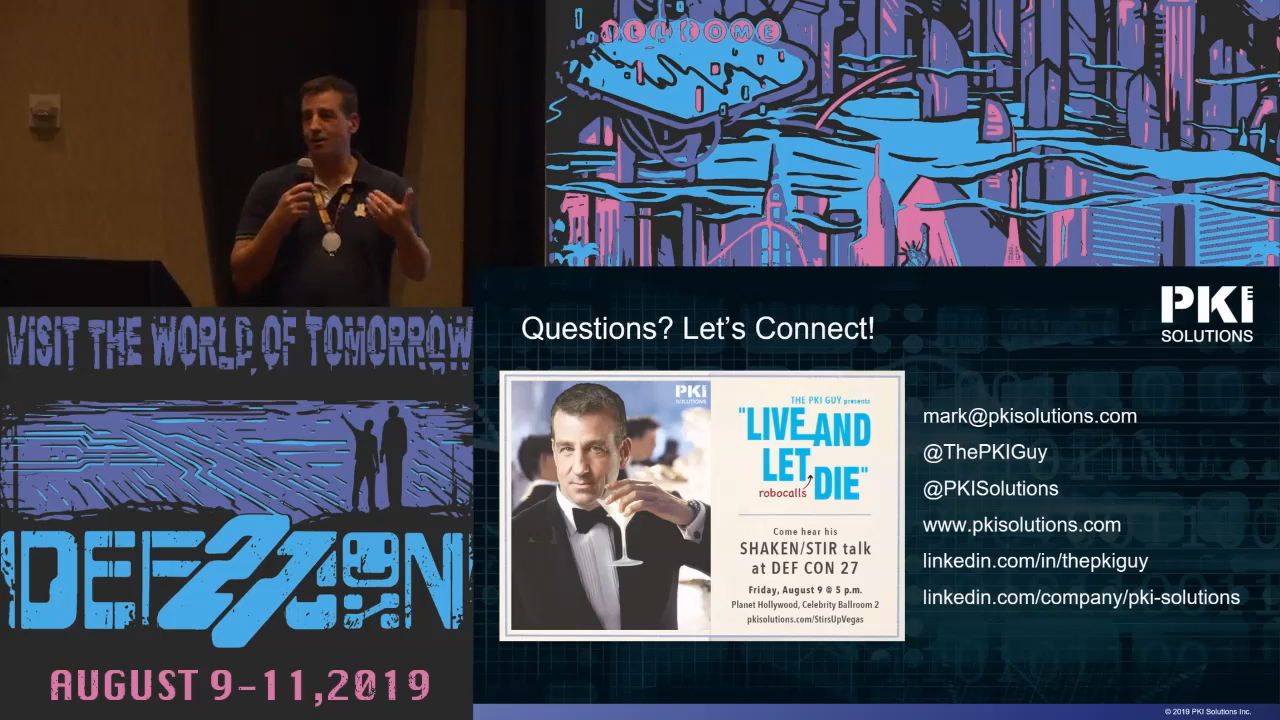 WELCOME
VISIT THE WORLD OF TOMORROW
DEF CON 27
AUGUST 9-11,2019
PKI
SOLUTIONS
Questions? Let's Connect!
PKI
SOLUTIONS
THE PKI GUY presents
"LIVE AND
LET
robocalls
DIE"
Come hear his
SHAKEN/STIR talk
at DEF CON 27
Friday, August 9 @ 5 p.m.
Planet Hollywood, Celebrity Ballroom 2
pkisolutions.com/StirsUpVegas
mark@pkisolutions.com
@ThePKIGuy
@PKISolutions
www.pkisolutions.com
linkedin.com/in/thepkiguy
linkedin.com/company/pki-solutions
© 2019 PKI Solutions Inc.